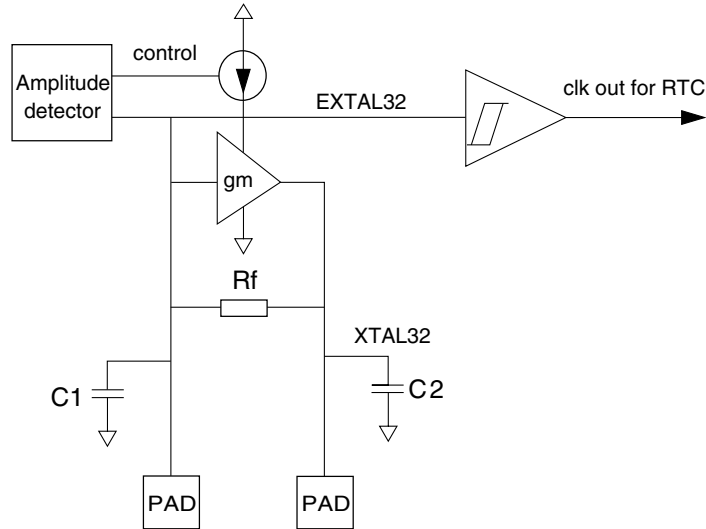 control
Amplitude
detector
EXTAL32
clk out for RTC
gm
Rf
XTAL32
C1
C2
PAD
PAD